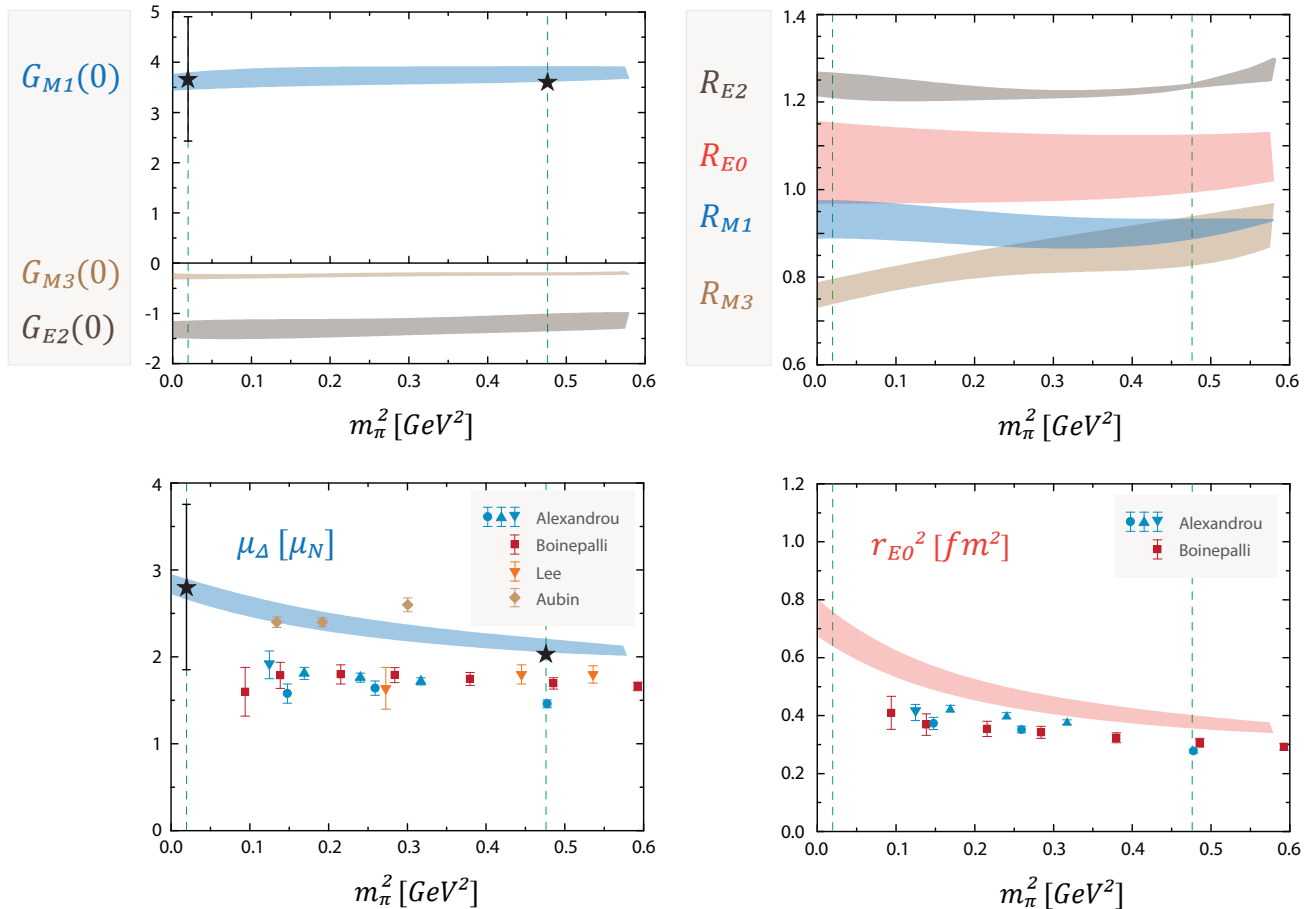 G_{M1}(0)
G_{M3}(0)
G_{E2}(0)
5
4
3
2
1
0
-1
-2
0.0 0.1 0.2 0.3 0.4 0.5 0.6
m_π^2 [GeV^2]
R_{E2}
R_{E0}
R_{M1}
R_{M3}
1.4
1.2
1.0
0.8
0.6
0.0 0.1 0.2 0.3 0.4 0.5 0.6
m_π^2 [GeV^2]
μ_Δ [μ_N]
Alexandrou
Boinepalli
Lee
Aubin
4
3
2
1
0
0.0 0.1 0.2 0.3 0.4 0.5 0.6
m_π^2 [GeV^2]
r_{E0}^2 [fm^2]
Alexandrou
Boinepalli
1.2
1.0
0.8
0.6
0.4
0.2
0.0
0.0 0.1 0.2 0.3 0.4 0.5 0.6
m_π^2 [GeV^2]